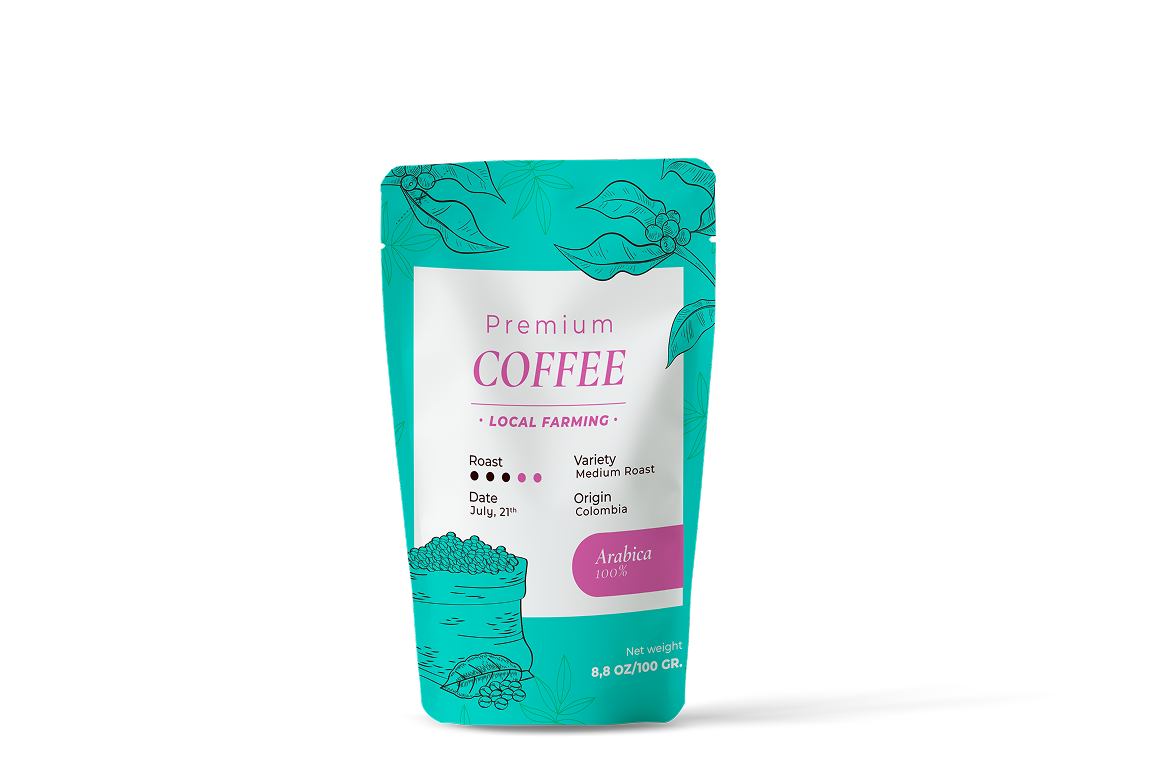 Premium
COFFEE
• LOCAL FARMING •
Roast
Variety
Medium Roast
Date
July, 21th
Origin
Colombia
Arabica
100%
Net weight
8,8 OZ/100 GR.